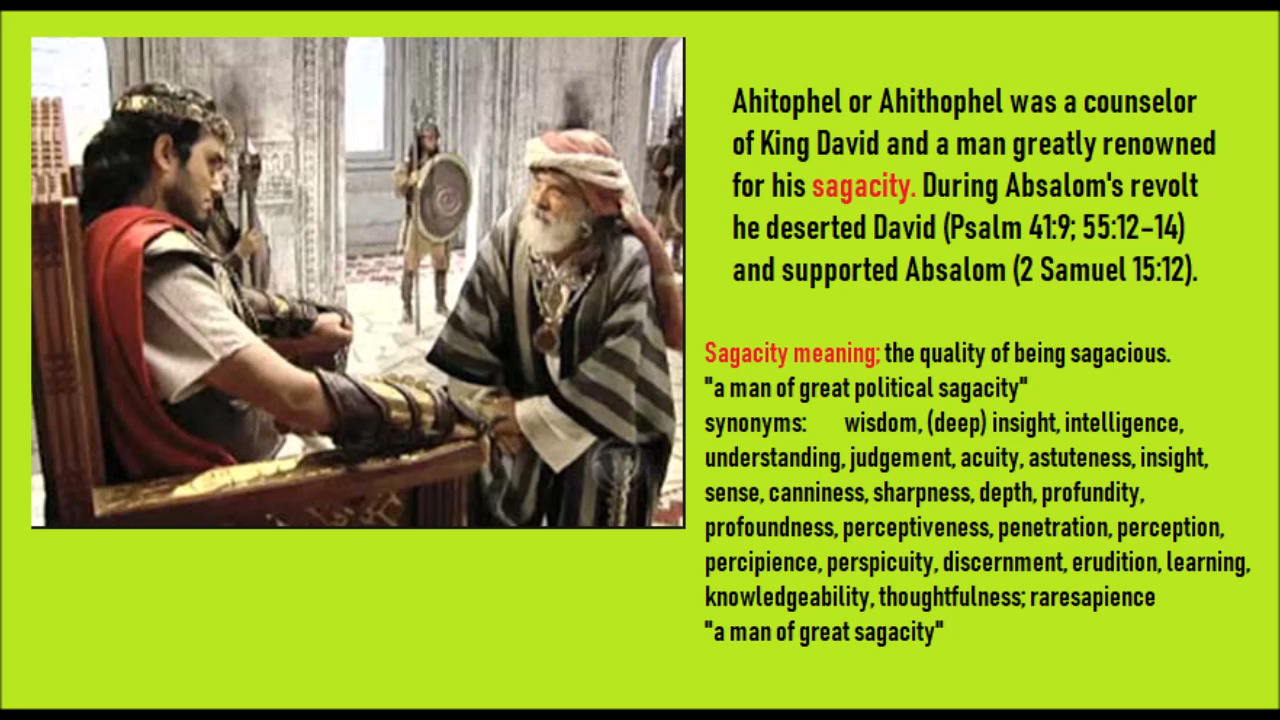 Ahitophel or Ahithophel was a counselor
of King David and a man greatly renowned
for his sagacity. During Absalom's revolt
he deserted David (Psalm 41:9; 55:12–14)
and supported Absalom (2 Samuel 15:12).
Sagacity meaning; the quality of being sagacious.
"a man of great political sagacity"
synonyms: wisdom, (deep) insight, intelligence,
understanding, judgement, acuity, astuteness, insight,
sense, canniness, sharpness, depth, profundity,
profoundness, perceptiveness, penetration, perception,
percipience, perspicuity, discernment, erudition, learning,
knowledgeability, thoughtfulness; raresapience
"a man of great sagacity"